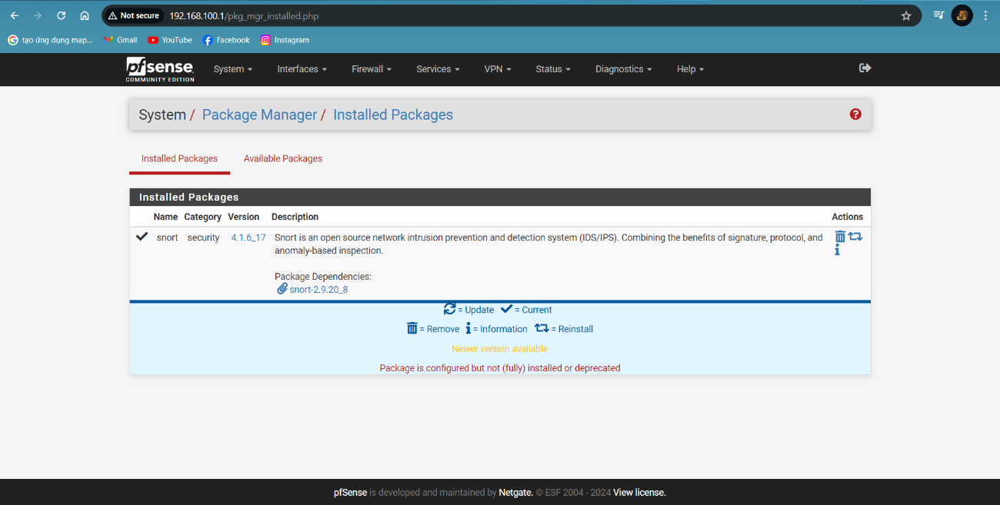 Not secure 192.168.100.1/pkg_mgr_installed.php
tạo ứng dụng map... Gmail YouTube Facebook Instagram
pfsense
COMMUNITY EDITION
System Interfaces Firewall Services VPN Status Diagnostics Help
System / Package Manager / Installed Packages
Installed Packages Available Packages
Installed Packages
Name Category Version Description Actions
snort security 4.1.6_17 Snort is an open source network intrusion prevention and detection system (IDS/IPS). Combining the benefits of signature, protocol, and
anomaly-based inspection.
Package Dependencies:
snort-2.9.20_8
= Update = Current
= Remove = Information = Reinstall
Newer version available
Package is configured but not (fully) installed or deprecated
pfSense is developed and maintained by Netgate. © ESF 2004 - 2024 View license.